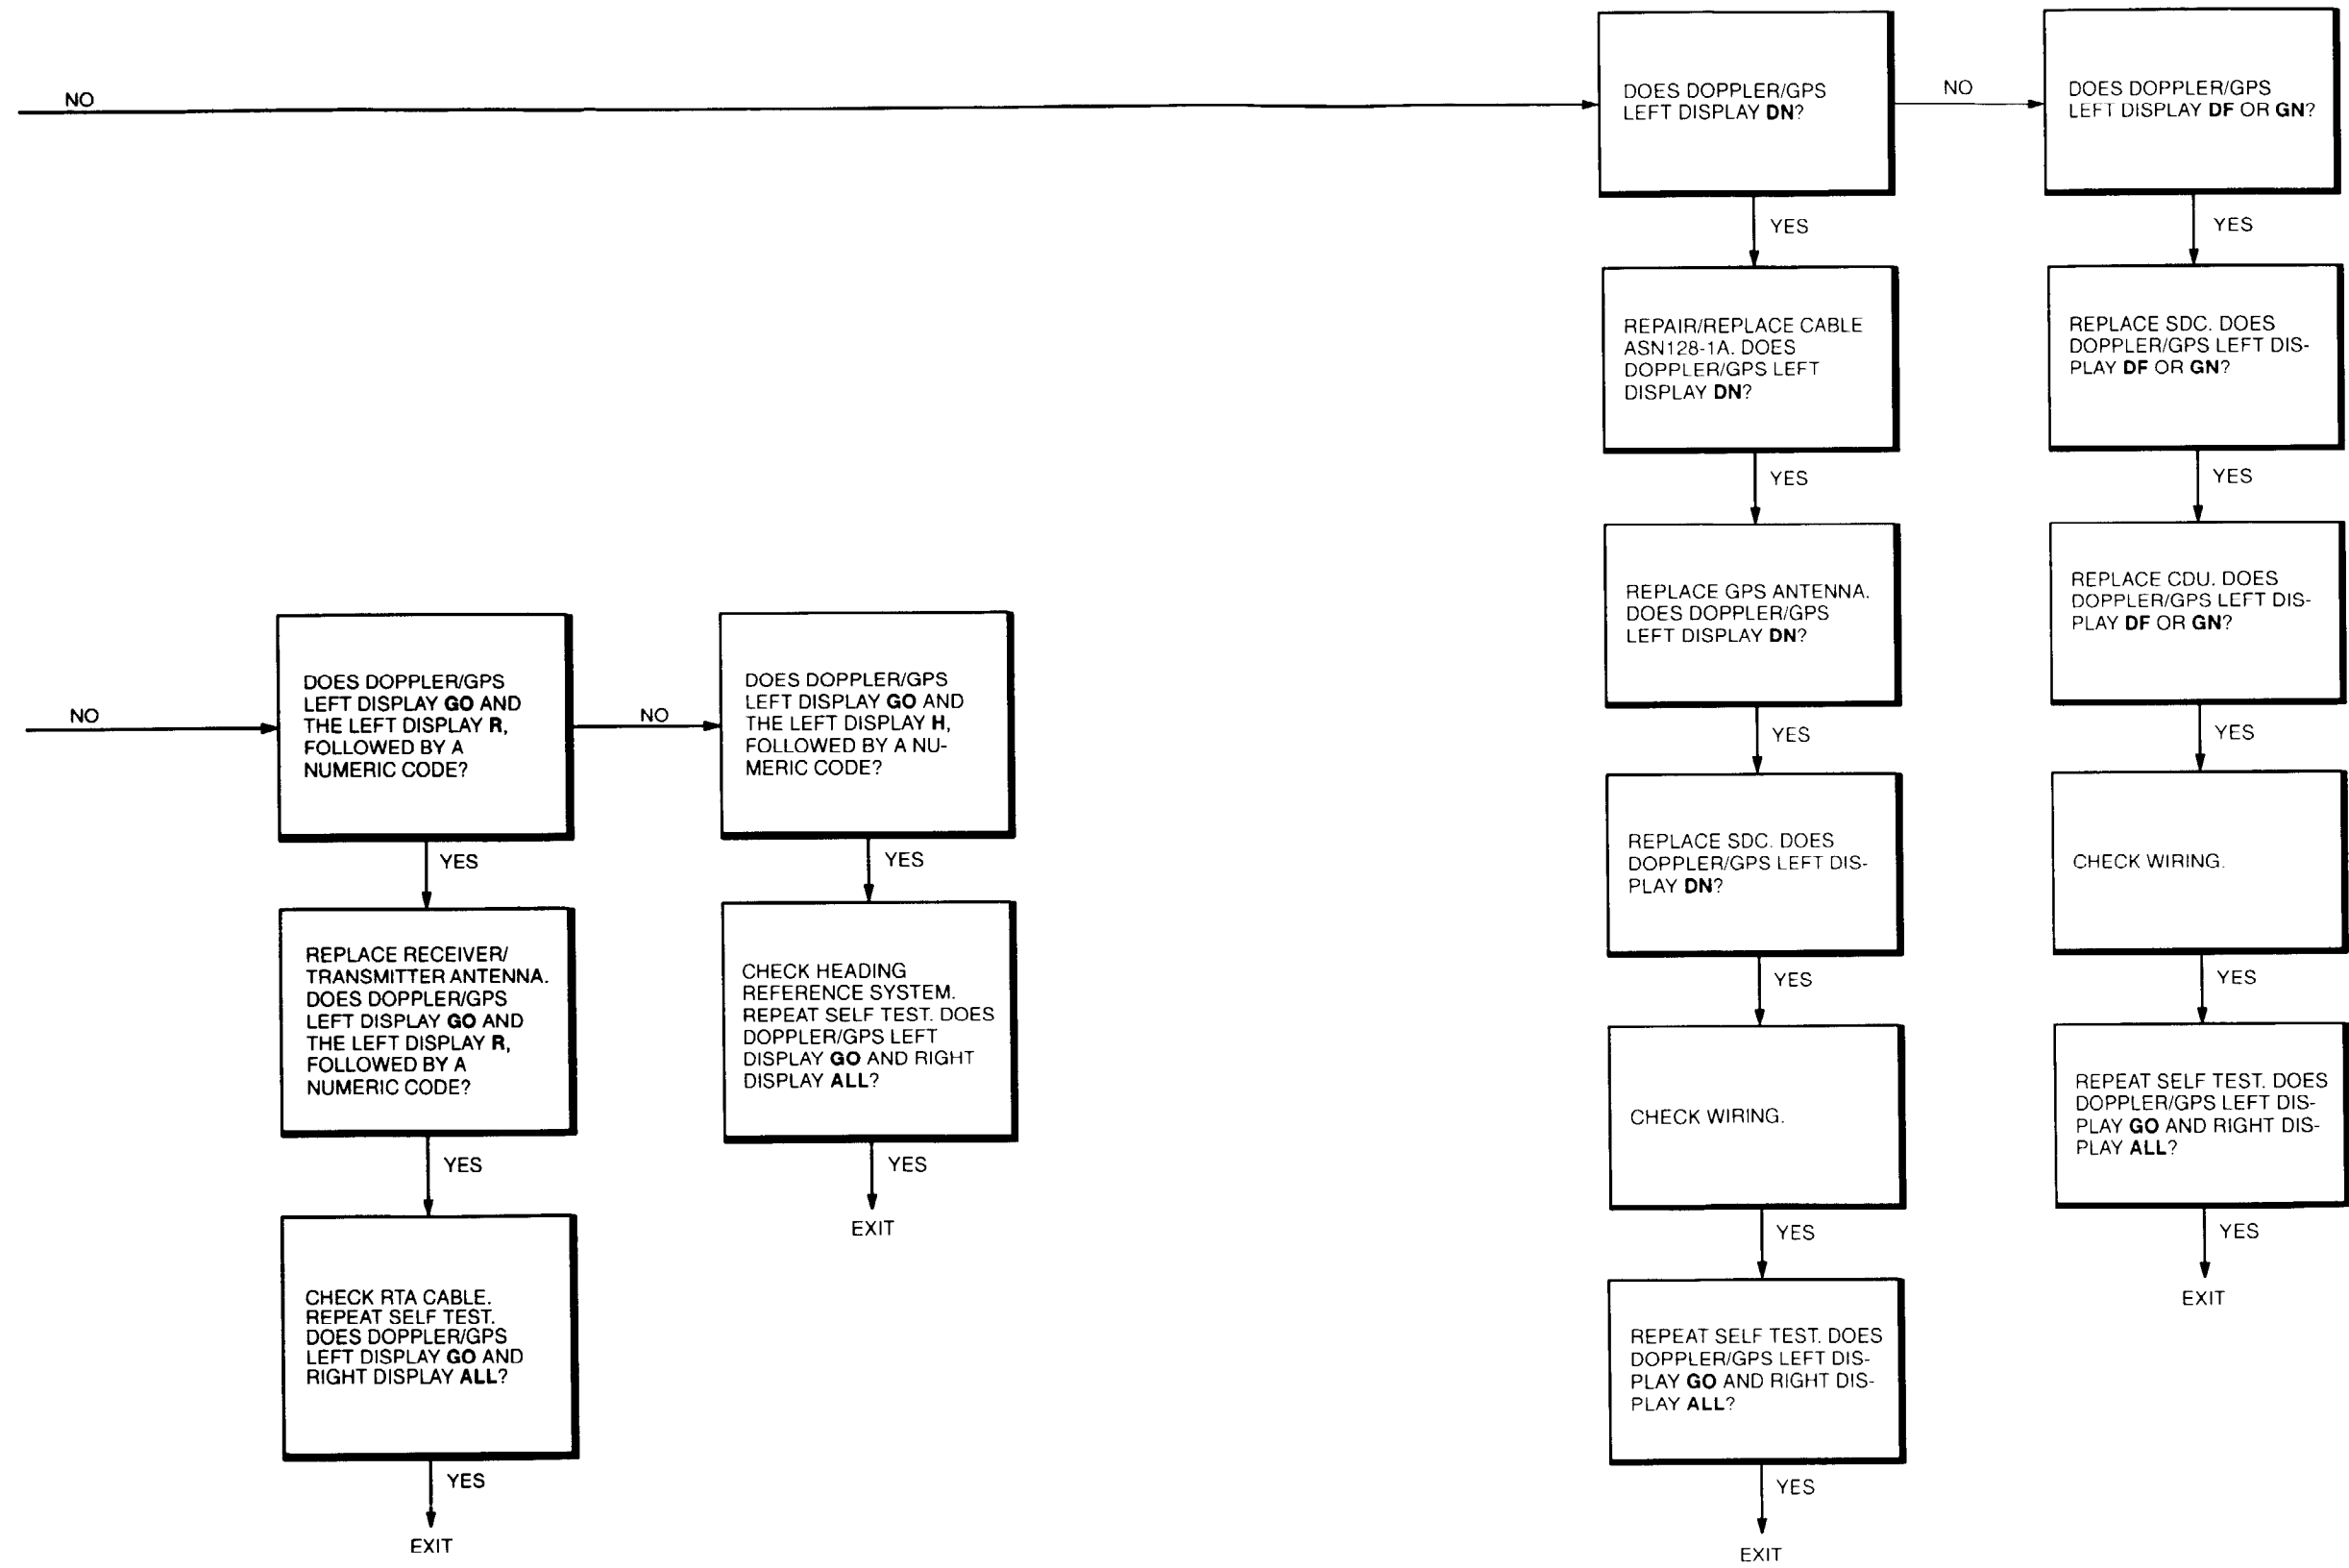 NO
DOES DOPPLER/GPS
LEFT DISPLAY DN?
NO
DOES DOPPLER/GPS
LEFT DISPLAY DF OR GN?
YES
YES
REPAIR/REPLACE CABLE
ASN128-1A. DOES
DOPPLER/GPS LEFT
DISPLAY DN?
REPLACE SDC. DOES
DOPPLER/GPS LEFT DIS-
PLAY DF OR GN?
YES
YES
REPLACE GPS ANTENNA.
DOES DOPPLER/GPS
LEFT DISPLAY DN?
REPLACE CDU. DOES
DOPPLER/GPS LEFT DIS-
PLAY DF OR GN?
YES
YES
NO
DOES DOPPLER/GPS
LEFT DISPLAY GO AND
THE LEFT DISPLAY R,
FOLLOWED BY A
NUMERIC CODE?
NO
DOES DOPPLER/GPS
LEFT DISPLAY GO AND
THE LEFT DISPLAY H,
FOLLOWED BY A NU-
MERIC CODE?
REPLACE SDC. DOES
DOPPLER/GPS LEFT DIS-
PLAY DN?
CHECK WIRING.
YES
YES
YES
YES
REPLACE RECEIVER/
TRANSMITTER ANTENNA.
DOES DOPPLER/GPS
LEFT DISPLAY GO AND
THE LEFT DISPLAY R,
FOLLOWED BY A
NUMERIC CODE?
CHECK HEADING
REFERENCE SYSTEM.
REPEAT SELF TEST. DOES
DOPPLER/GPS LEFT
DISPLAY GO AND RIGHT
DISPLAY ALL?
CHECK WIRING.
REPEAT SELF TEST. DOES
DOPPLER/GPS LEFT DIS-
PLAY GO AND RIGHT DIS-
PLAY ALL?
YES
YES
YES
YES
EXIT
EXIT
CHECK RTA CABLE.
REPEAT SELF TEST.
DOES DOPPLER/GPS
LEFT DISPLAY GO AND
RIGHT DISPLAY ALL?
REPEAT SELF TEST. DOES
DOPPLER/GPS LEFT DIS-
PLAY GO AND RIGHT DIS-
PLAY ALL?
YES
YES
EXIT
EXIT